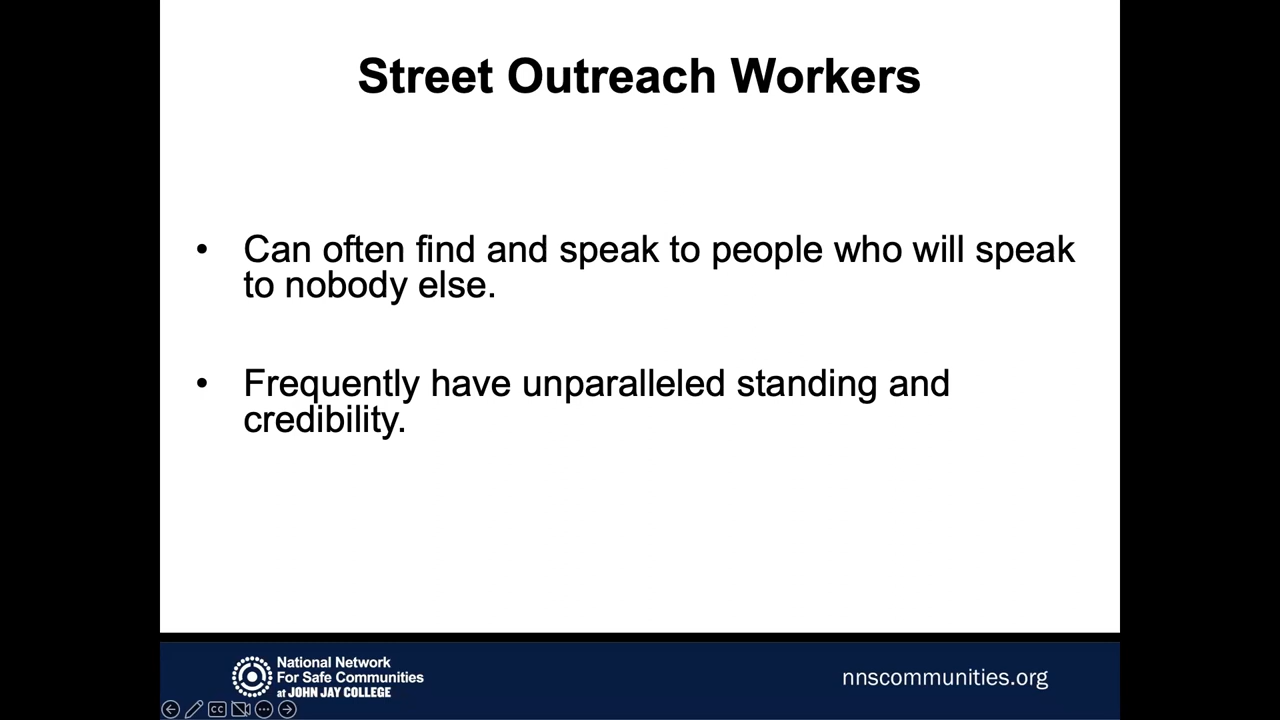 Street Outreach Workers
• Can often find and speak to people who will speak
to nobody else.
• Frequently have unparalleled standing and
credibility.
National Network
For Safe Communities
at JOHN JAY COLLEGE
nnscommunities.org
CC